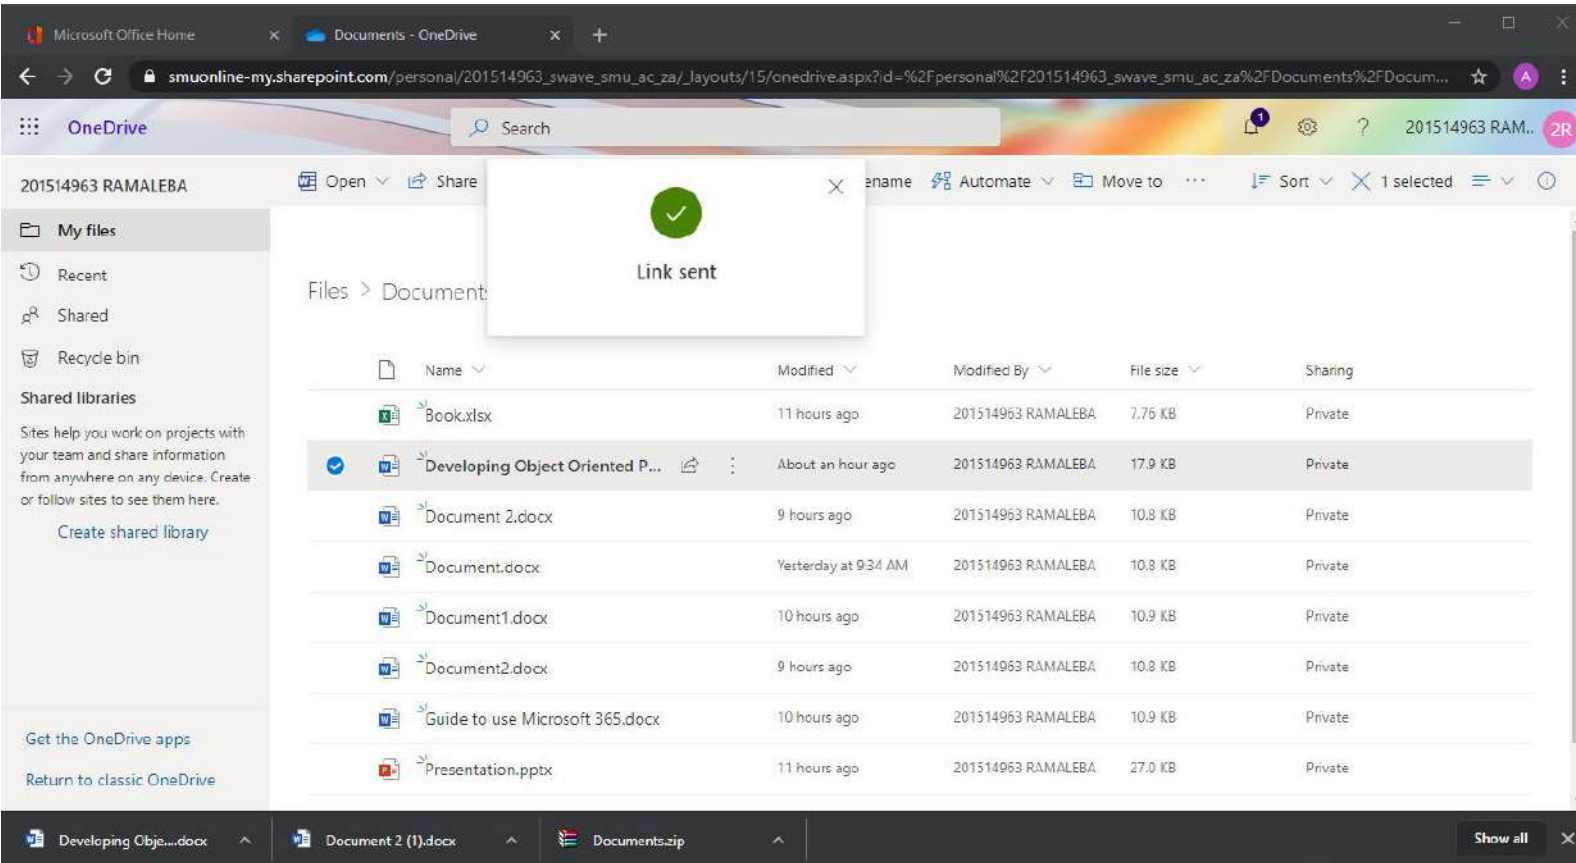 Microsoft Office Home
Documents - OneDrive
smuonline-my.sharepoint.com/personal/201514963_swave_smu_ac_za/_layouts/15/onedrive.aspx?id=%2Fpersonal%2F201514963_swave_smu_ac_za%2FDocuments%2FDocum...
A
OneDrive
Search
1
?
201514963 RAM..
2R
201514963 RAMALEBA
Open
Share
ename
Automate
Move to
...
Sort
1 selected
My files
Recent
Shared
Recycle bin
Shared libraries
Sites help you work on projects with
your team and share information
from anywhere on any device. Create
or follow sites to see them here.
Create shared library
Get the OneDrive apps
Return to classic OneDrive
Link sent
Files > Document
Name Modified Modified By File size Sharing
Book.xlsx 11 hours ago 201514963 RAMALEBA 7.76 KB Private
Developing Object Oriented P... About an hour ago 201514963 RAMALEBA 17.9 KB Private
Document 2.docx 9 hours ago 201514963 RAMALEBA 10.8 KB Private
Document.docx Yesterday at 9:34 AM 201514963 RAMALEBA 10.8 KB Private
Document1.docx 10 hours ago 201514963 RAMALEBA 10.9 KB Private
Document2.docx 9 hours ago 201514963 RAMALEBA 10.8 KB Private
Guide to use Microsoft 365.docx 10 hours ago 201514963 RAMALEBA 10.9 KB Private
Presentation.pptx 11 hours ago 201514963 RAMALEBA 27.0 KB Private
Developing Obje....docx
Document 2 (1).docx
Documents.zip
Show all